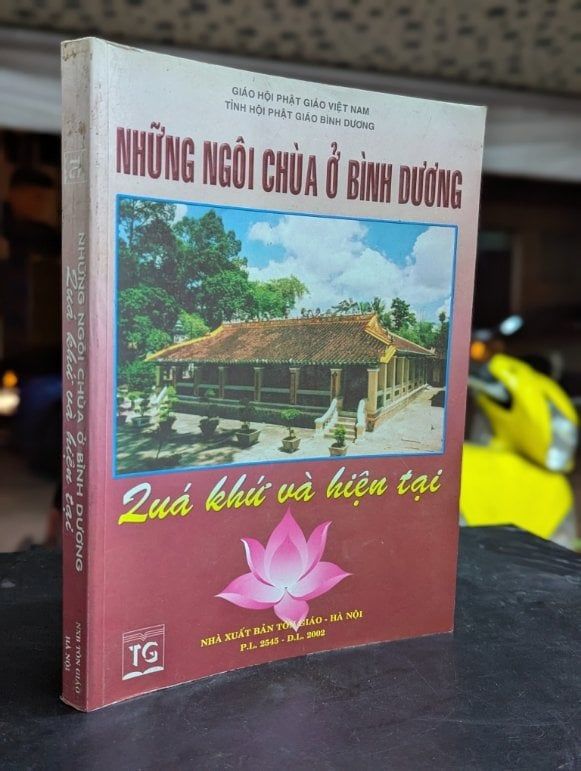 GIÁO HỘI PHẬT GIÁO VIỆT NAM
TỈNH HỘI PHẬT GIÁO BÌNH DƯƠNG
NHỮNG NGÔI CHÙA Ở BÌNH DƯƠNG
Quá khứ và hiện tại
NHÀ XUẤT BẢN TÔN GIÁO - HÀ NỘI
P.L. 2545 - D.L. 2002
TG
TG
NHỮNG NGÔI CHÙA Ở BÌNH DƯƠNG
Quá khứ và hiện tại
NXB TÔN GIÁO
HÀ NỘI